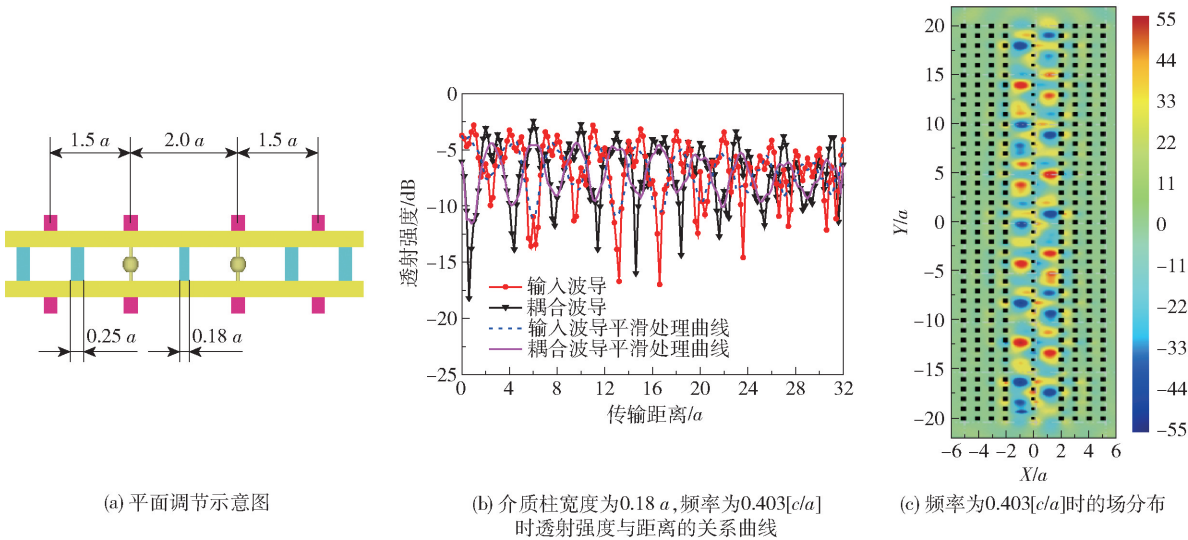 1.5 a
2.0 a
1.5 a
0.25 a
0.18 a
(a) 平面调节示意图
透射强度/dB
0
−5
−10
−15
−20
−25
输入波导
耦合波导
输入波导平滑处理曲线
耦合波导平滑处理曲线
0 4 8 12 16 20 24 28 32
传输距离/a
(b) 介质柱宽度为0.18 a,频率为0.403[c/a]
时透射强度与距离的关系曲线
Y/a
20
15
10
5
0
−5
−10
−15
−20
−6 −4 −2 0 2 4 6
X/a
55
44
33
22
11
0
−11
−22
−33
−44
−55
(c) 频率为0.403[c/a]时的场分布